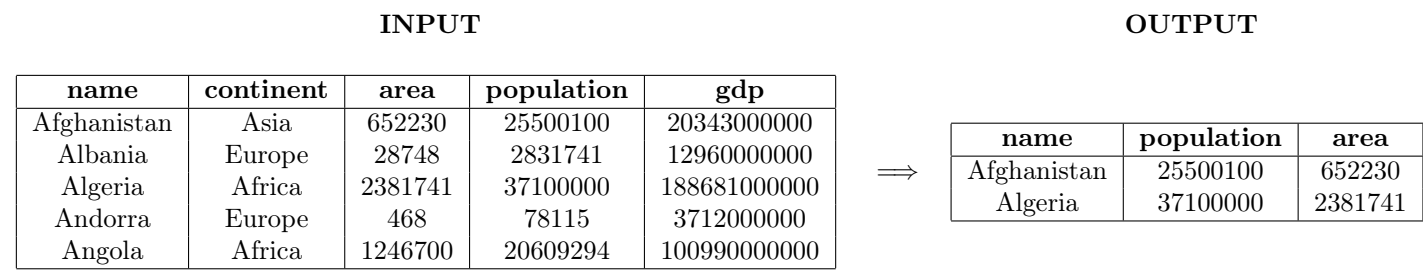 INPUT OUTPUT
name continent area population gdp
Afghanistan Asia 652230 25500100 20343000000
Albania Europe 28748 2831741 12960000000
Algeria Africa 2381741 37100000 188681000000
Andorra Europe 468 78115 3712000000
Angola Africa 1246700 20609294 100990000000
⟹
name population area
Afghanistan 25500100 652230
Algeria 37100000 2381741